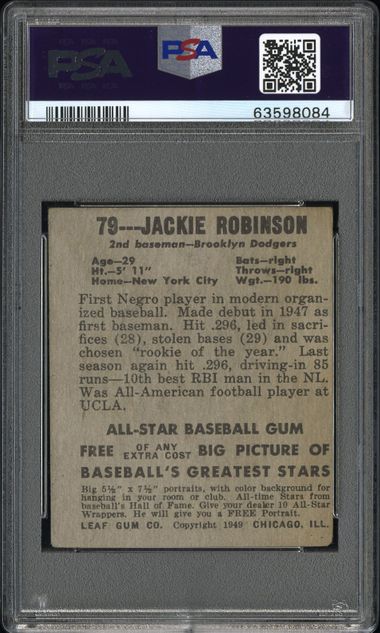 PSA
PSA
63598084
79---JACKIE ROBINSON
2nd baseman—Brooklyn Dodgers
Age—29 Bats—right
Ht.—5' 11" Throws—right
Home—New York City Wgt.—190 lbs.
First Negro player in modern organ-
ized baseball. Made debut in 1947 as
first baseman. Hit .296, led in sacri-
fices (28), stolen bases (29) and was
chosen "rookie of the year." Last
season again hit .296, driving-in 85
runs—10th best RBI man in the NL.
Was All-American football player at
UCLA.
ALL-STAR BASEBALL GUM
FREE OF ANY EXTRA COST BIG PICTURE OF
BASEBALL'S GREATEST STARS
Big 5½" x 7½" portraits, with color background for
hanging in your room or club. All-time Stars from
baseball's Hall of Fame. Give your dealer 10 All-Star
Wrappers. He will give you a FREE Portrait.
LEAF GUM CO. Copyright 1949 CHICAGO, ILL.